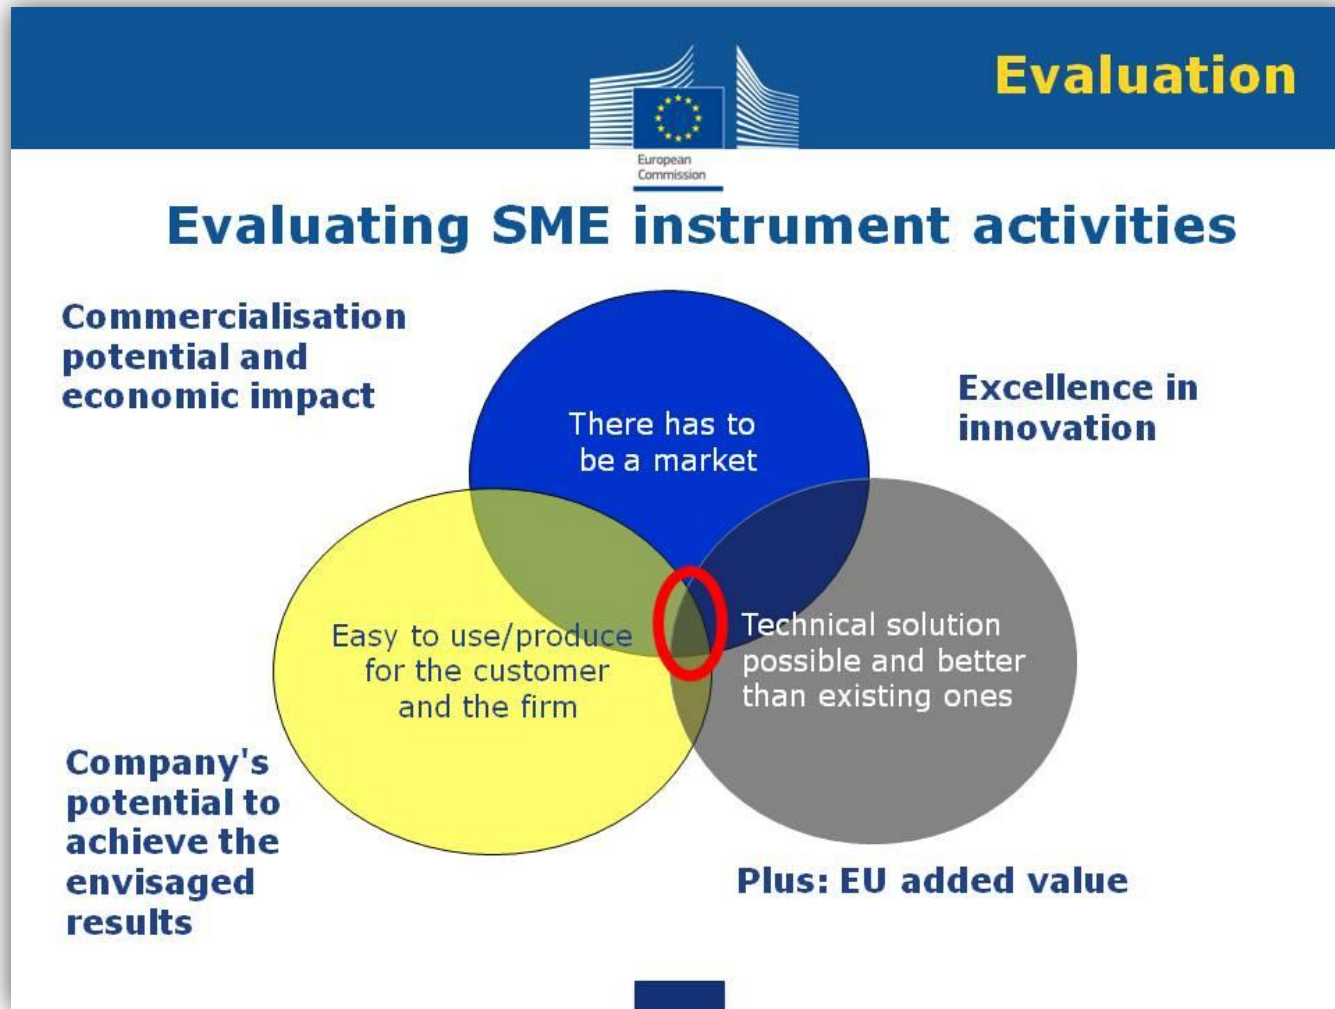 Evaluation
European
Commission
Evaluating SME instrument activities
Commercialisation
potential and
economic impact
There has to
be a market
Excellence in
innovation
Easy to use/produce
for the customer
and the firm
Technical solution
possible and better
than existing ones
Company's
potential to
achieve the
envisaged
results
Plus: EU added value